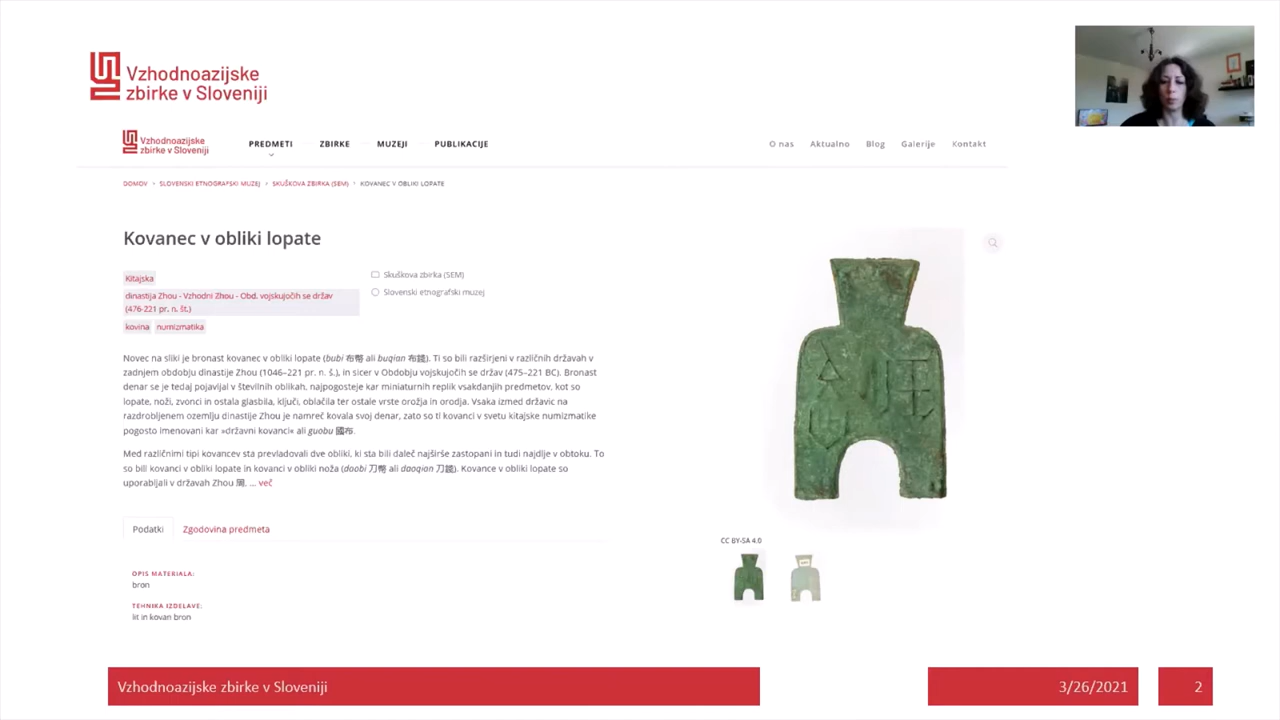 Vzhodnoazijske
zbirke v Sloveniji
Vzhodnoazijske
zbirke v Sloveniji
PREDMETI ZBIRKE MUZEJI PUBLIKACIJE
O nas Aktualno Blog Galerije Kontakt
DOMOV › SLOVENSKI ETNOGRAFSKI MUZEJ › SKUŠKOVA ZBIRKA (SEM) › KOVANEC V OBLIKI LOPATE
Kovanec v obliki lopate
Kitajska
dinastija Zhou - Vzhodni Zhou - Obd. vojskujočih se držav
(476-221 pr. n. št.)
kovina numizmatika
Skuškova zbirka (SEM)
Slovenski etnografski muzej
Novec na sliki je bronast kovanec v obliki lopate (bubi 布幣 ali buqian 布錢). Ti so bili razširjeni v različnih državah v
zadnjem obdobju dinastije Zhou (1046–221 pr. n. š.), in sicer v Obdobju vojskujočih se držav (475–221 BC). Bronast
denar se je tedaj pojavijal v številnih oblikah, najpogosteje kar miniaturnih replik vsakdanjih predmetov, kot so
lopate, noži, zvonci in ostala glasbila, ključi, oblačila ter ostale vrste orožja in orodja. Vsaka izmed državic na
razdrobljenem ozemlju dinastije Zhou je namreč kovala svoj denar, zato so ti kovanci v svetu kitajske numizmatike
pogosto imenovani kar »državni kovanci« ali guobu 國布.
Med različnimi tipi kovancev sta prevladovali dve obliki, ki sta bili daleč najširše zastopani in tudi najdlje v obtoku. To
so bili kovanci v obliki lopate in kovanci v obliki noža (doobi 刀幣 ali daoqian 刀錢). Kovance v obliki lopate so
uporabljali v državah Zhou 周, ... več
Podatki Zgodovina predmeta
OPIS MATERIALA:
bron
TEHNIKA IZDELAVE:
lit in kovan bron
CC BY-SA 4.0
Vzhodnoazijske zbirke v Sloveniji
3/26/2021
2